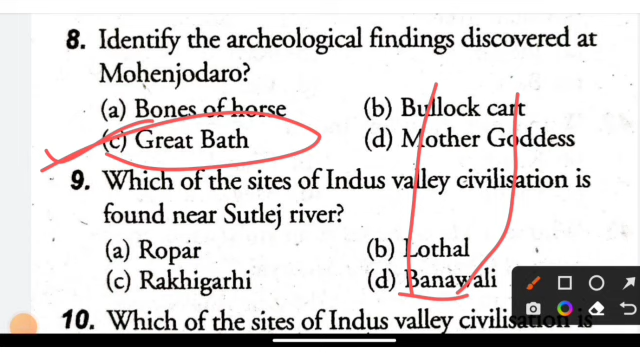 8. Identify the archeological findings discovered at
Mohenjodaro?
(a) Bones of horse (b) Bullock cart
(c) Great Bath (d) Mother Goddess
9. Which of the sites of Indus valley civilisation is
found near Sutlej river?
(a) Ropar (b) Lothal
(c) Rakhigarhi (d) Banawali
10. Which of the sites of Indus valley civilisation is